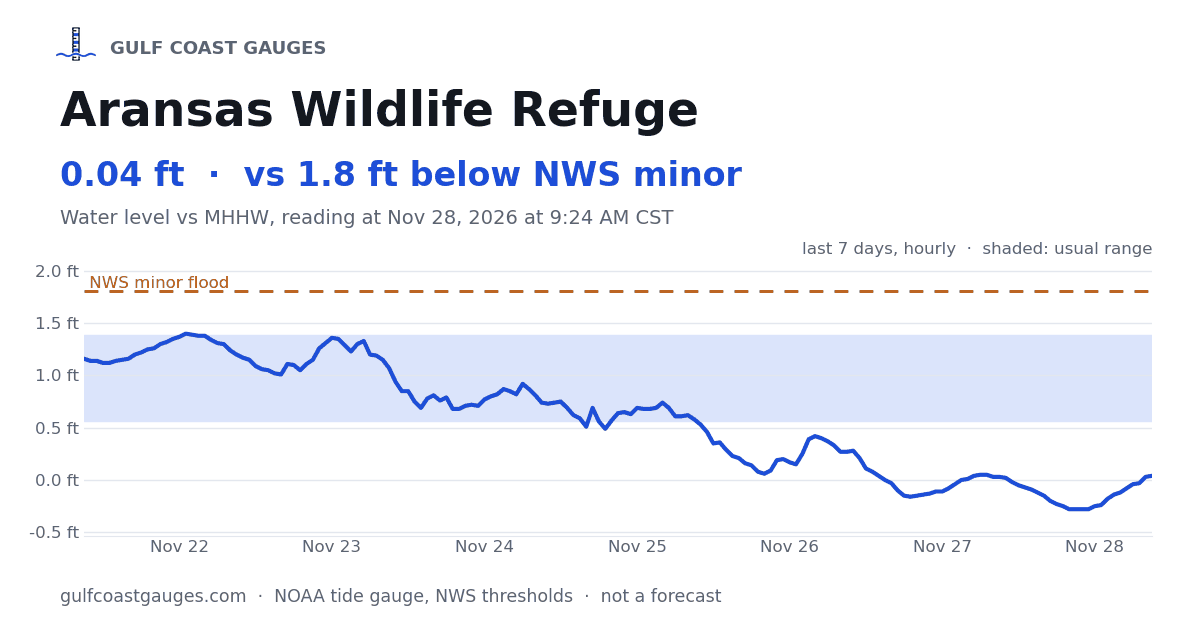 GULF COAST GAUGES
Aransas Wildlife Refuge
0.04 ft · vs 1.8 ft below NWS minor
Water level vs MHHW, reading at Nov 28, 2026 at 9:24 AM CST
last 7 days, hourly · shaded: usual range
2.0 ft
NWS minor flood
1.5 ft
1.0 ft
0.5 ft
0.0 ft
-0.5 ft
Nov 22 Nov 23 Nov 24 Nov 25 Nov 26 Nov 27 Nov 28
gulfcoastgauges.com · NOAA tide gauge, NWS thresholds · not a forecast